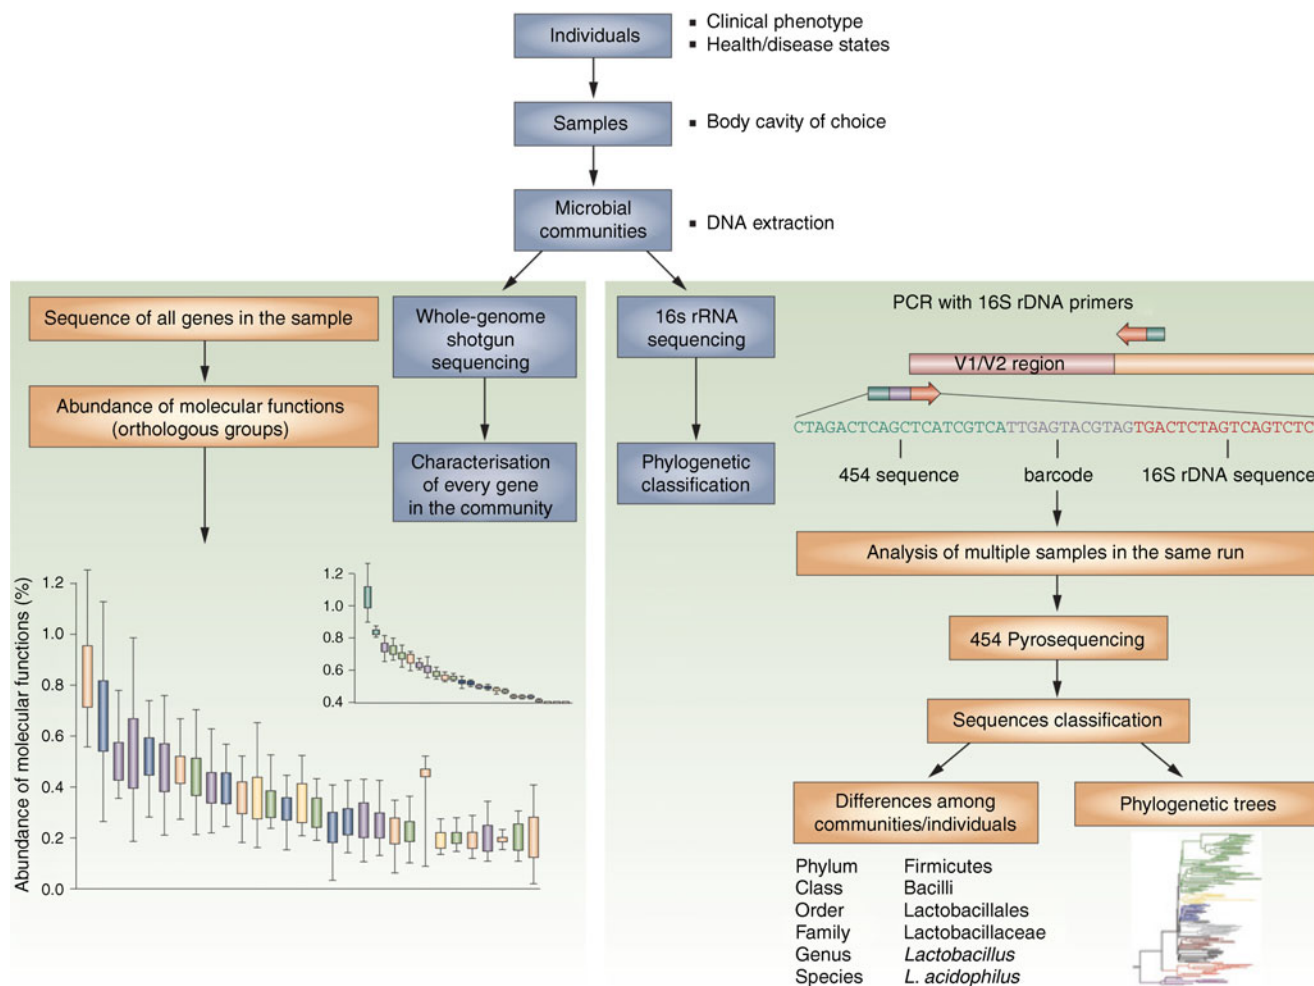 Individuals
▪ Clinical phenotype
▪ Health/disease states
Samples
▪ Body cavity of choice
Microbial
communities
▪ DNA extraction
Sequence of all genes in the sample
Abundance of molecular functions
(orthologous groups)
Whole-genome
shotgun
sequencing
Characterisation
of every gene
in the community
16s rRNA
sequencing
Phylogenetic
classification
PCR with 16S rDNA primers
V1/V2 region
CTAGACTCAGCTCATCGTCATTGAGTACGTAGTGACTCTAGTCAGTCTC
454 sequence
barcode
16S rDNA sequence
Analysis of multiple samples in the same run
454 Pyrosequencing
Sequences classification
Differences among
communities/individuals
Phylogenetic trees
Phylum Firmicutes
Class Bacilli
Order Lactobacillales
Family Lactobacillaceae
Genus Lactobacillus
Species L. acidophilus
Abundance of molecular functions (%)
1.2
1.0
0.8
0.6
0.4
0.2
0.0
1.2
1.0
0.8
0.6
0.4